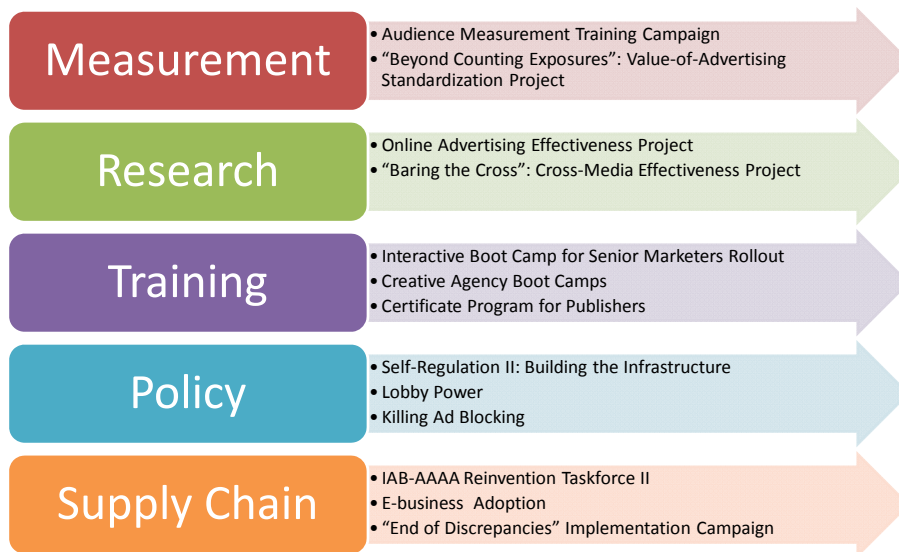 Measurement
• Audience Measurement Training Campaign
• “Beyond Counting Exposures”: Value-of-Advertising
Standardization Project
Research
• Online Advertising Effectiveness Project
• “Baring the Cross”: Cross-Media Effectiveness Project
Training
• Interactive Boot Camp for Senior Marketers Rollout
• Creative Agency Boot Camps
• Certificate Program for Publishers
Policy
• Self-Regulation II: Building the Infrastructure
• Lobby Power
• Killing Ad Blocking
Supply Chain
• IAB-AAAA Reinvention Taskforce II
• E-business Adoption
• “End of Discrepancies” Implementation Campaign